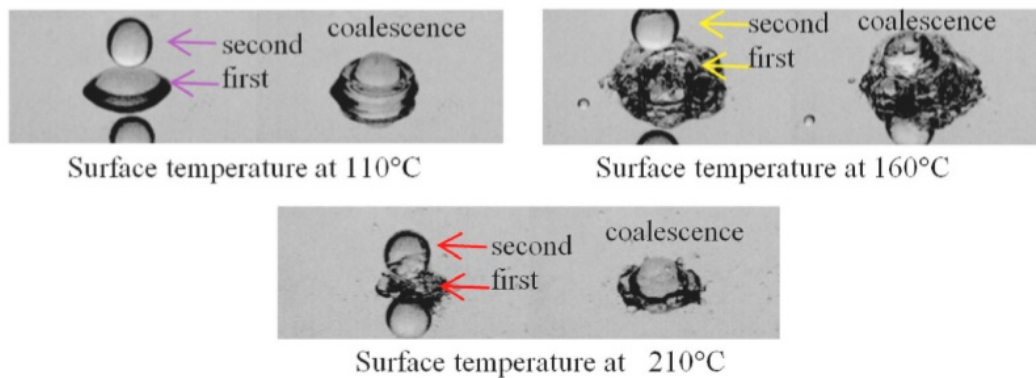 second
coalescence
first
Surface temperature at 110°C
second
coalescence
first
Surface temperature at 160°C
second
coalescence
first
Surface temperature at 210°C